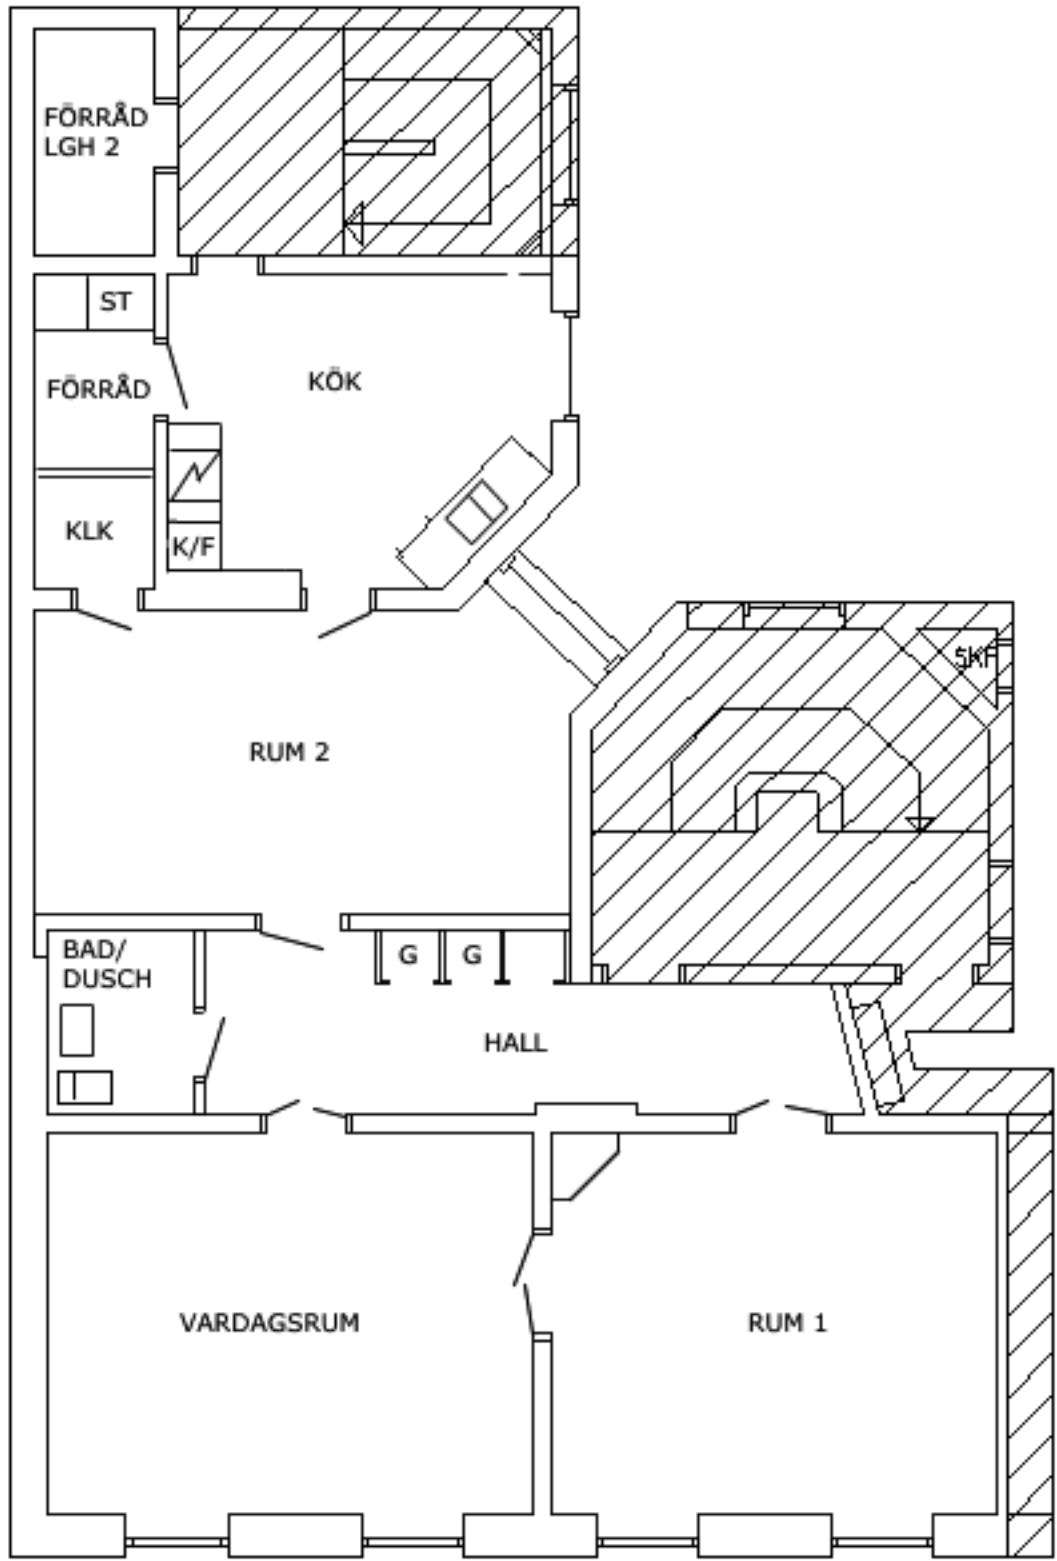 FÖRRÅD
LGH 2
ST
FÖRRÅD
KÖK
KLK
K/F
SKF
RUM 2
BAD/
DUSCH
G
G
HALL
VARDAGSRUM
RUM 1